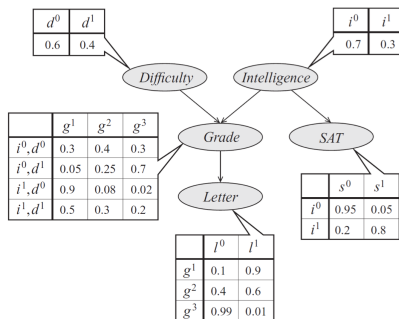 d⁰ d¹
0.6 0.4
i⁰ i¹
0.7 0.3
Difficulty
Intelligence
g¹ g² g³
i⁰,d⁰ 0.3 0.4 0.3
i⁰,d¹ 0.05 0.25 0.7
i¹,d⁰ 0.9 0.08 0.02
i¹,d¹ 0.5 0.3 0.2
Grade
SAT
Letter
s⁰ s¹
i⁰ 0.95 0.05
i¹ 0.2 0.8
l⁰ l¹
g¹ 0.1 0.9
g² 0.4 0.6
g³ 0.99 0.01